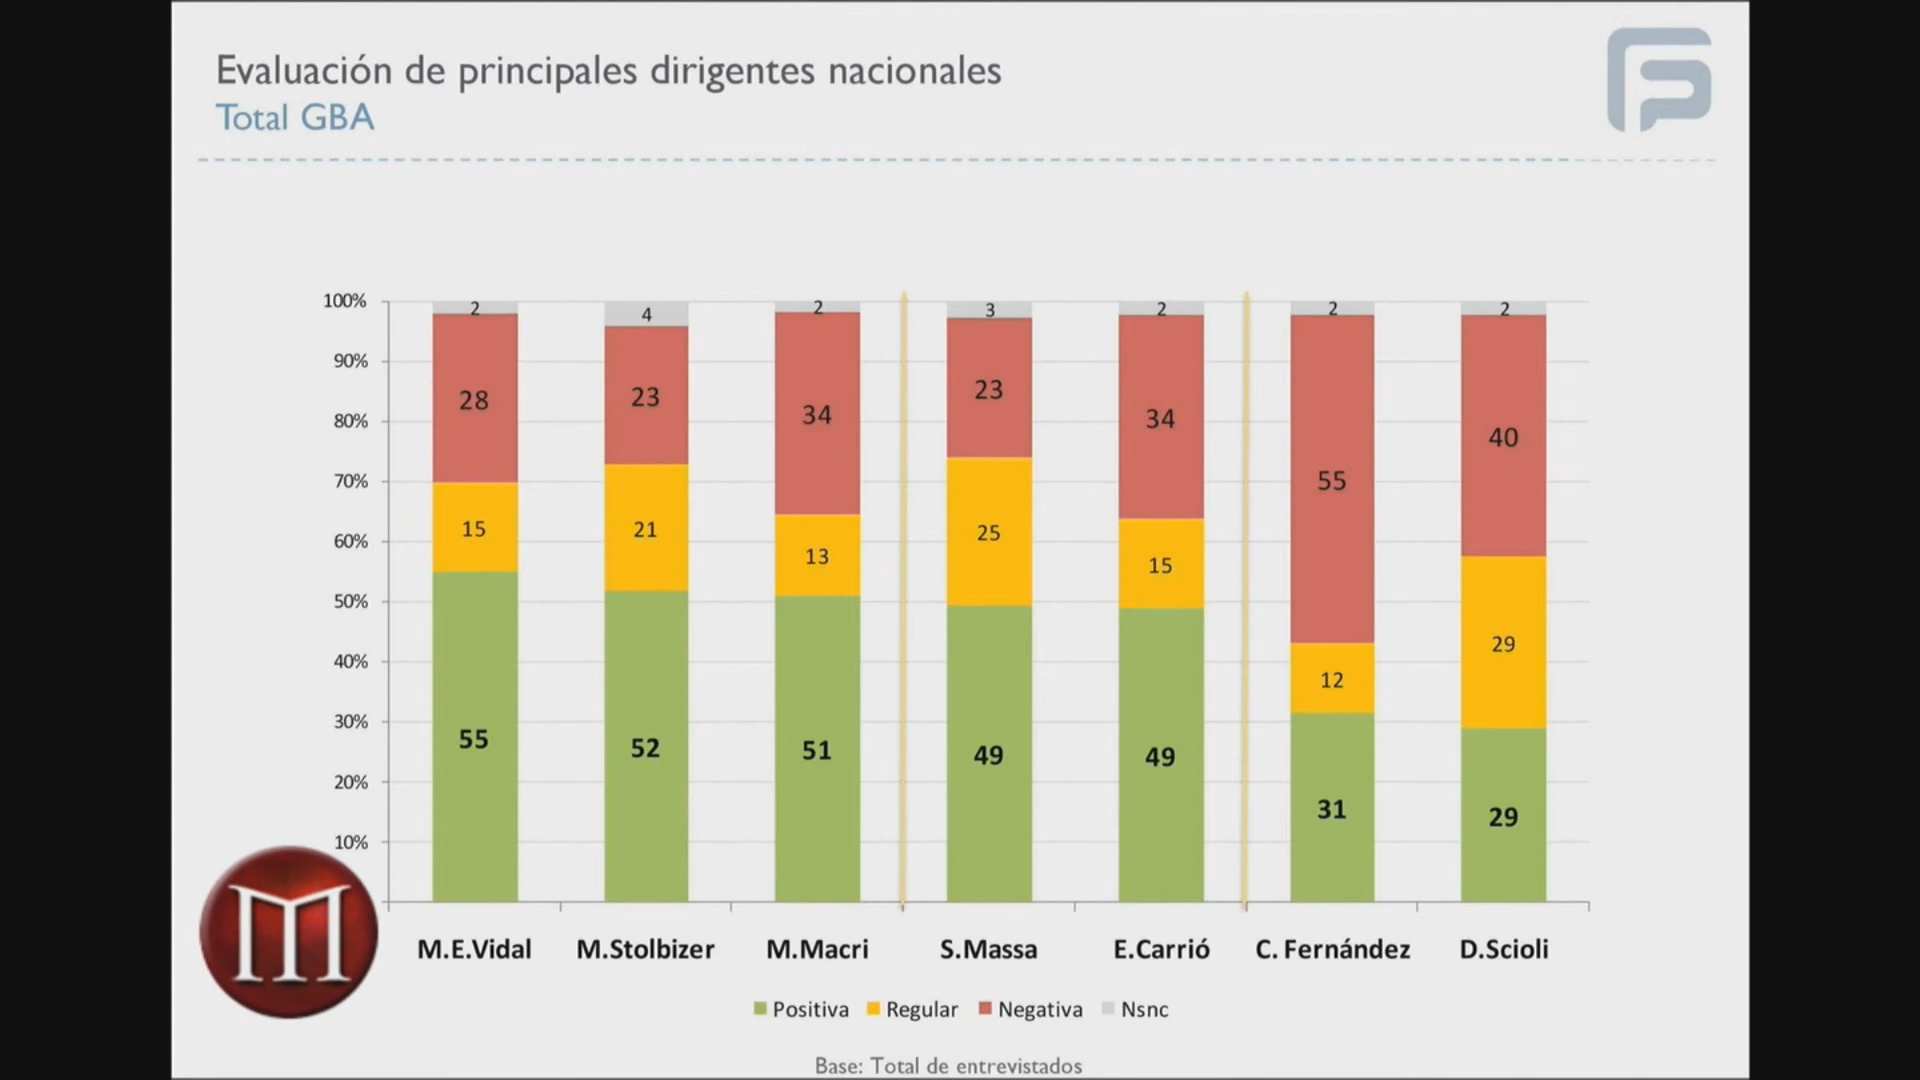 Evaluación de principales dirigentes nacionales
Total GBA
100% 2 4 2 3 2 2 2
90%
28 23 34 23 34 55 40
80%
70%
15 21 13 25 15 12 29
60%
50%
40%
30%
55 52 51 49 49 31 29
20%
10%
M
M.E.Vidal M.Stolbizer M.Macri S.Massa E.Carrió C. Fernández D.Scioli
Positiva Regular Negativa Nsnc
Base: Total de entrevistados